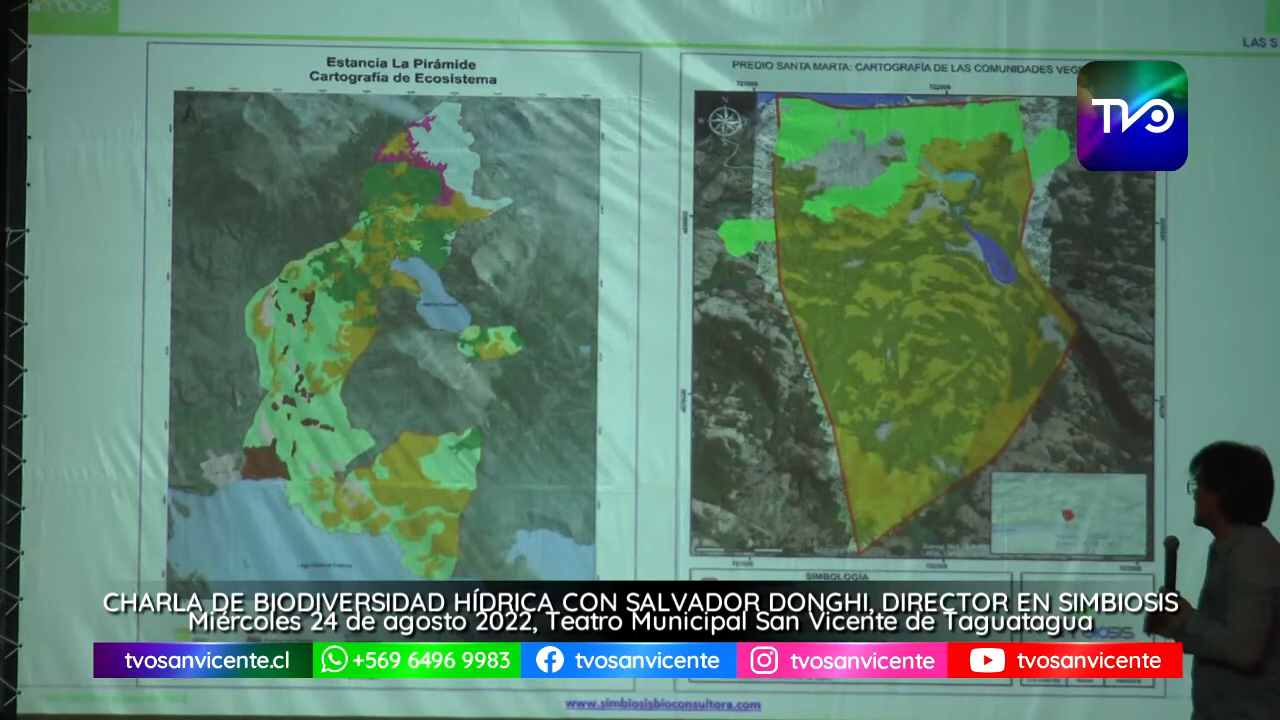 LAS S
Estancia La Pirámide
Cartografía de Ecosistema
PREDIO SANTA MARTA: CARTOGRAFÍA DE LAS COMUNIDADES VEG
TVO
SIMBOLOGÍA
CHARLA DE BIODIVERSIDAD HÍDRICA CON SALVADOR DONGHI, DIRECTOR EN SIMBIOSIS
Miércoles 24 de agosto 2022, Teatro Municipal San Vicente de Taguatagua
tvosanvicente.cl
+569 6496 9983
tvosanvicente
tvosanvicente
tvosanvicente
www.simbiosisbioconsultora.com